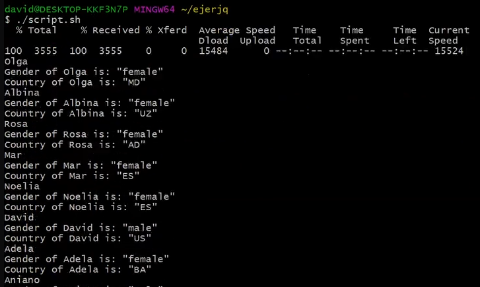 david@DESKTOP-KKF3N7P MINGW64 ~/ejerjq
$ ./script.sh
% Total % Received % Xferd Average Speed Time Time Time Current
Dload Upload Total Spent Left Speed
100 3555 100 3555 0 0 15484 0 --:--:-- --:--:-- --:--:-- 15524
Olga
Gender of Olga is: "female"
Country of Olga is: "MD"
Albina
Gender of Albina is: "female"
Country of Albina is: "UZ"
Rosa
Gender of Rosa is: "female"
Country of Rosa is: "AD"
Mar
Gender of Mar is: "female"
Country of Mar is: "ES"
Noelia
Gender of Noelia is: "female"
Country of Noelia is: "ES"
David
Gender of David is: "male"
Country of David is: "US"
Adela
Gender of Adela is: "female"
Country of Adela is: "BA"
Aniano